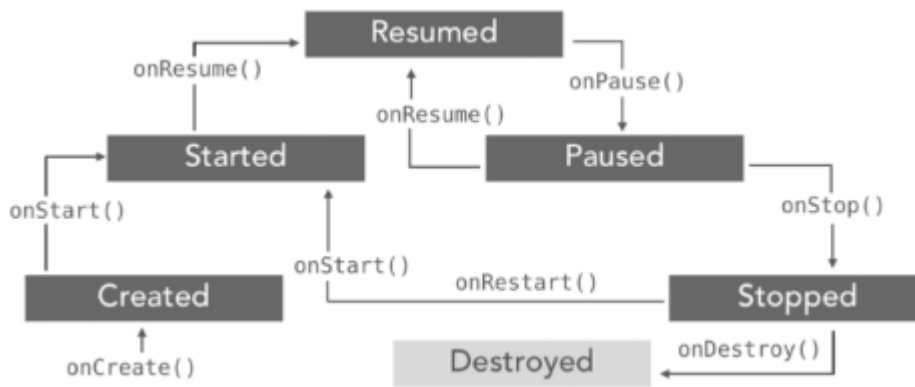 Resumed
onResume()
onPause()
onResume()
Started
Paused
onStart()
onStop()
onStart()
onRestart()
Created
Stopped
onCreate()
Destroyed
onDestroy()